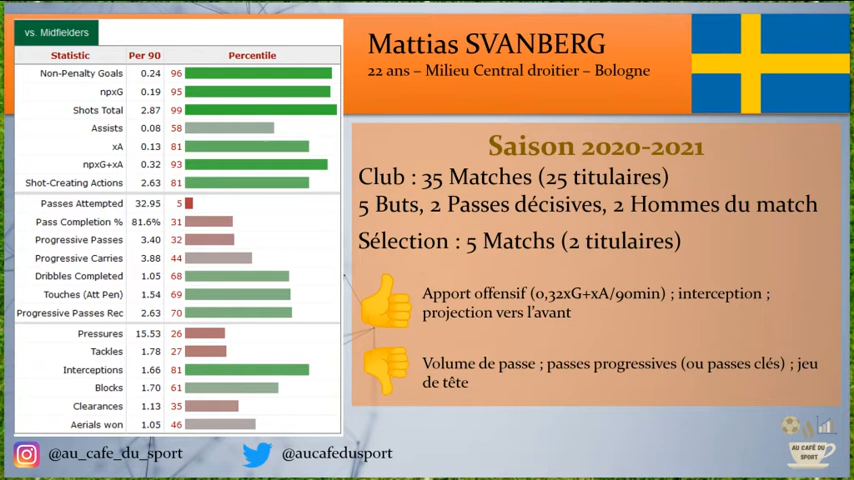 vs. Midfielders
Statistic Per 90 Percentile
Non-Penalty Goals 0.24 96
npxG 0.19 95
Shots Total 2.87 99
Assists 0.08 58
xA 0.13 81
npxG+xA 0.32 93
Shot-Creating Actions 2.63 81
Passes Attempted 32.95 5
Pass Completion % 81.6% 31
Progressive Passes 3.40 32
Progressive Carries 3.88 44
Dribbles Completed 1.05 68
Touches (Att Pen) 1.54 69
Progressive Passes Rec 2.63 70
Pressures 15.53 26
Tackles 1.78 27
Interceptions 1.66 81
Blocks 1.70 61
Clearances 1.13 35
Aerials won 1.05 46
Mattias SVANBERG
22 ans – Milieu Central droitier – Bologne
Saison 2020-2021
Club : 35 Matches (25 titulaires)
5 Buts, 2 Passes décisives, 2 Hommes du match
Sélection : 5 Matchs (2 titulaires)
Apport offensif (0,32xG+xA/90min) ; interception ;
projection vers l'avant
Volume de passe ; passes progressives (ou passes clés) ; jeu
de tête
@au_cafe_du_sport
@aucafedusport
AU CAFÉ DU
SPORT